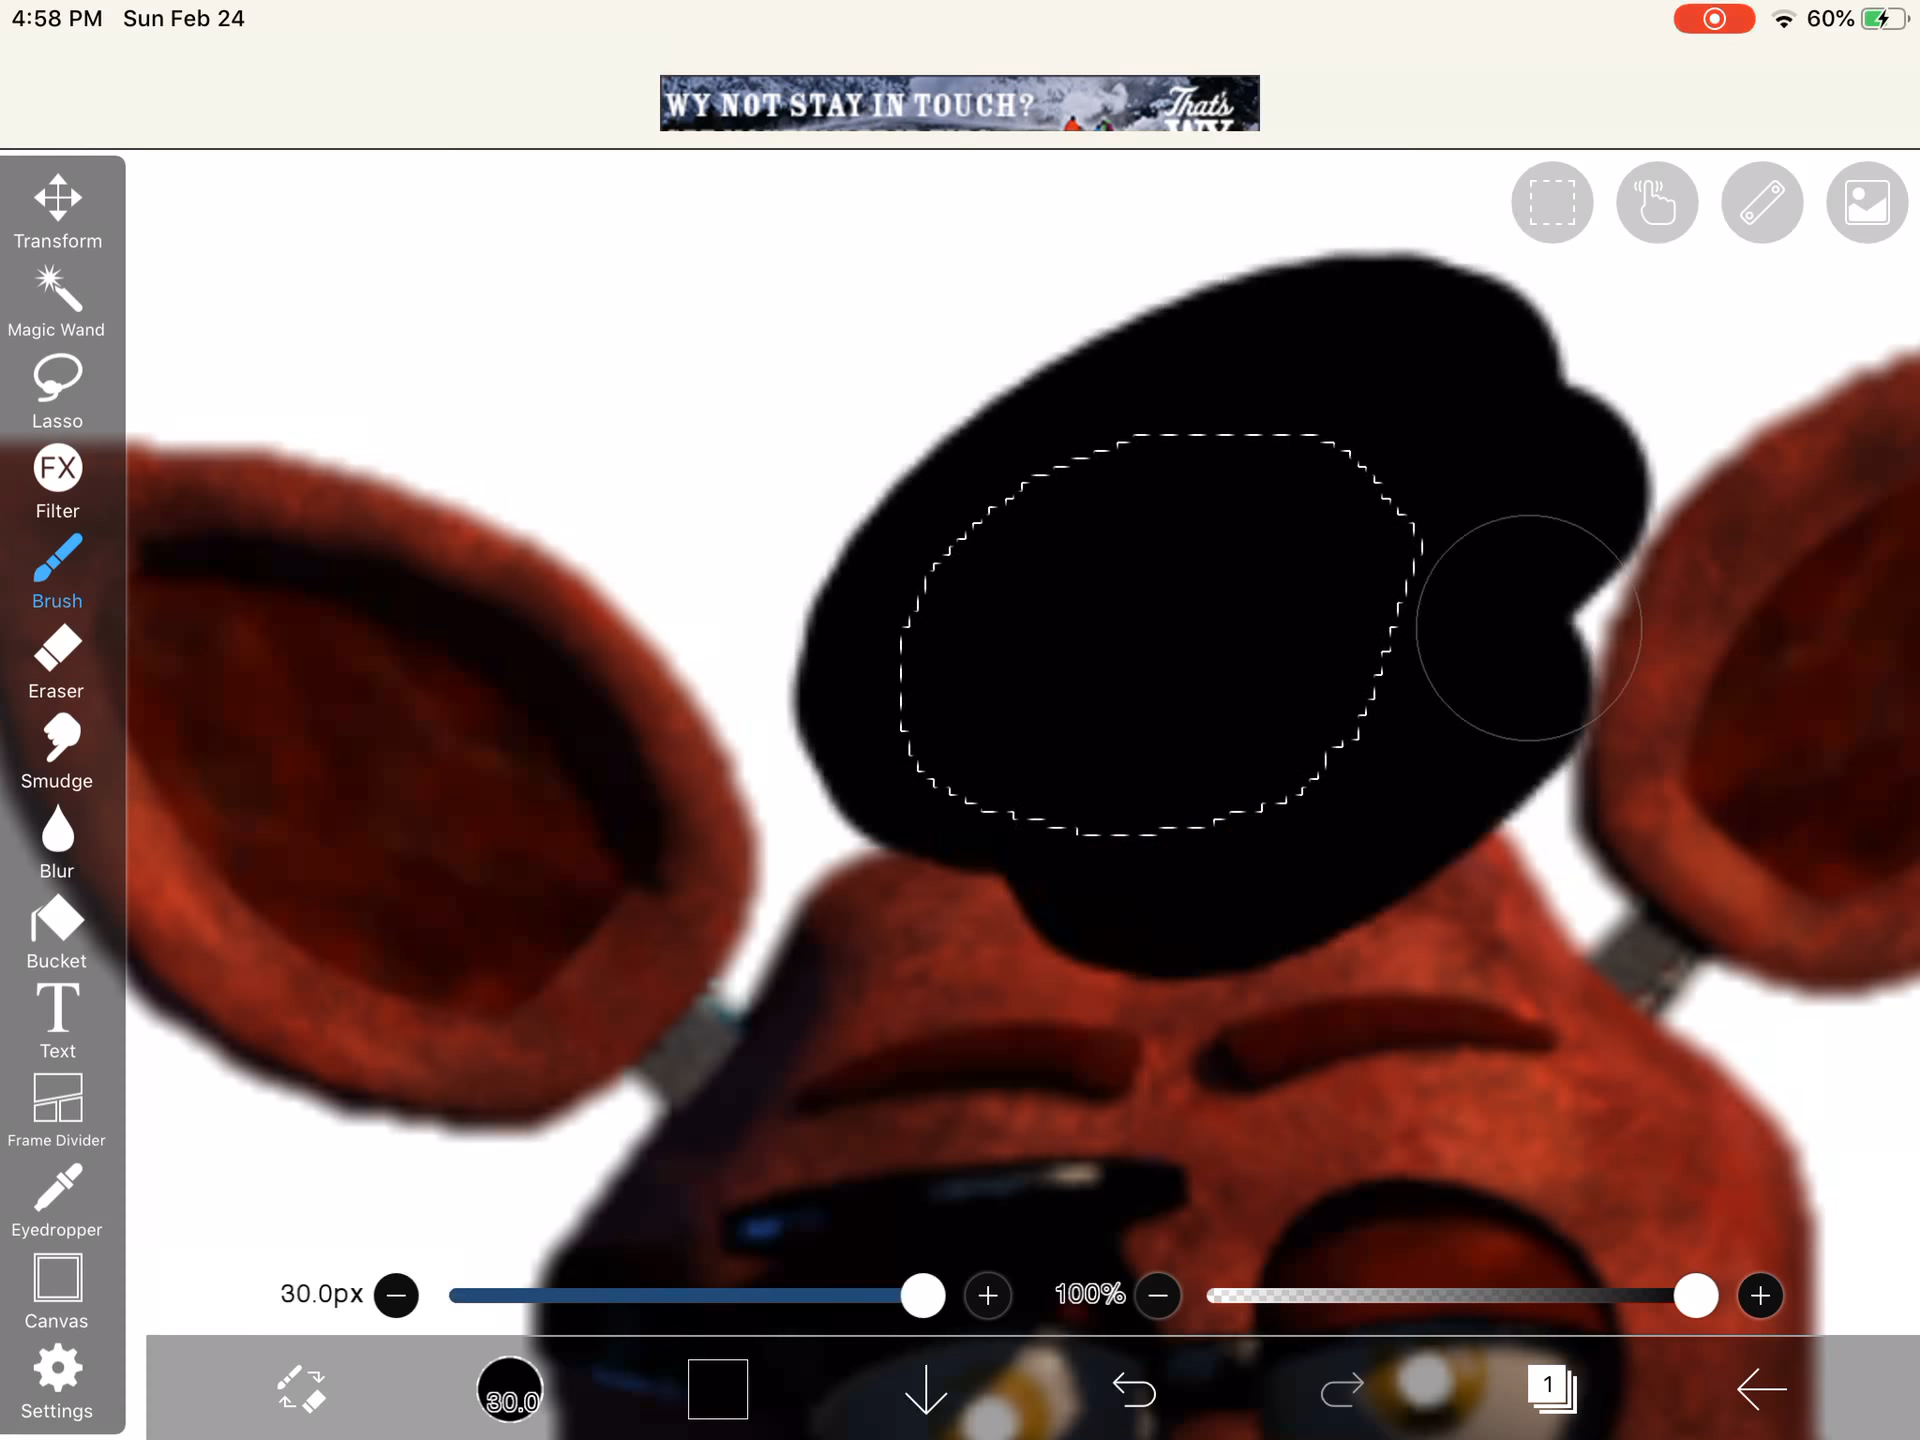 4:58 PM Sun Feb 24
60%
WY NOT STAY IN TOUCH?
That's
WY
Transform
Magic Wand
Lasso
FX
Filter
Brush
Eraser
Smudge
Blur
Bucket
T
Text
Frame Divider
Eyedropper
Canvas
Settings
30.0px
100%
30.0
1